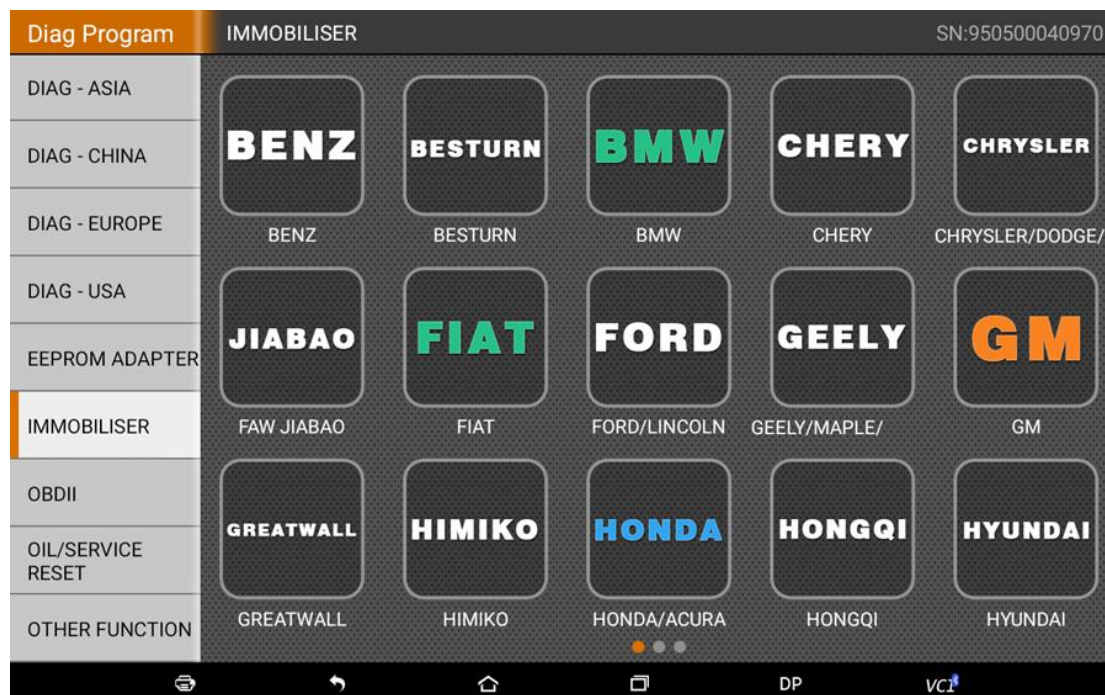 Diag Program
IMMOBILISER
SN:950500040970
DIAG - ASIA
DIAG - CHINA
DIAG - EUROPE
DIAG - USA
EEPROM ADAPTER
IMMOBILISER
OBDII
OIL/SERVICE
RESET
OTHER FUNCTION
BENZ
BESTURN
BMW
CHERY
CHRYSLER
BENZ
BESTURN
BMW
CHERY
CHRYSLER/DODGE/
JIABAO
FIAT
FORD
GEELY
GM
FAW JIABAO
FIAT
FORD/LINCOLN
GEELY/MAPLE/
GM
GREATWALL
HIMIKO
HONDA
HONGQI
HYUNDAI
GREATWALL
HIMIKO
HONDA/ACURA
HONGQI
HYUNDAI
DP
VCI